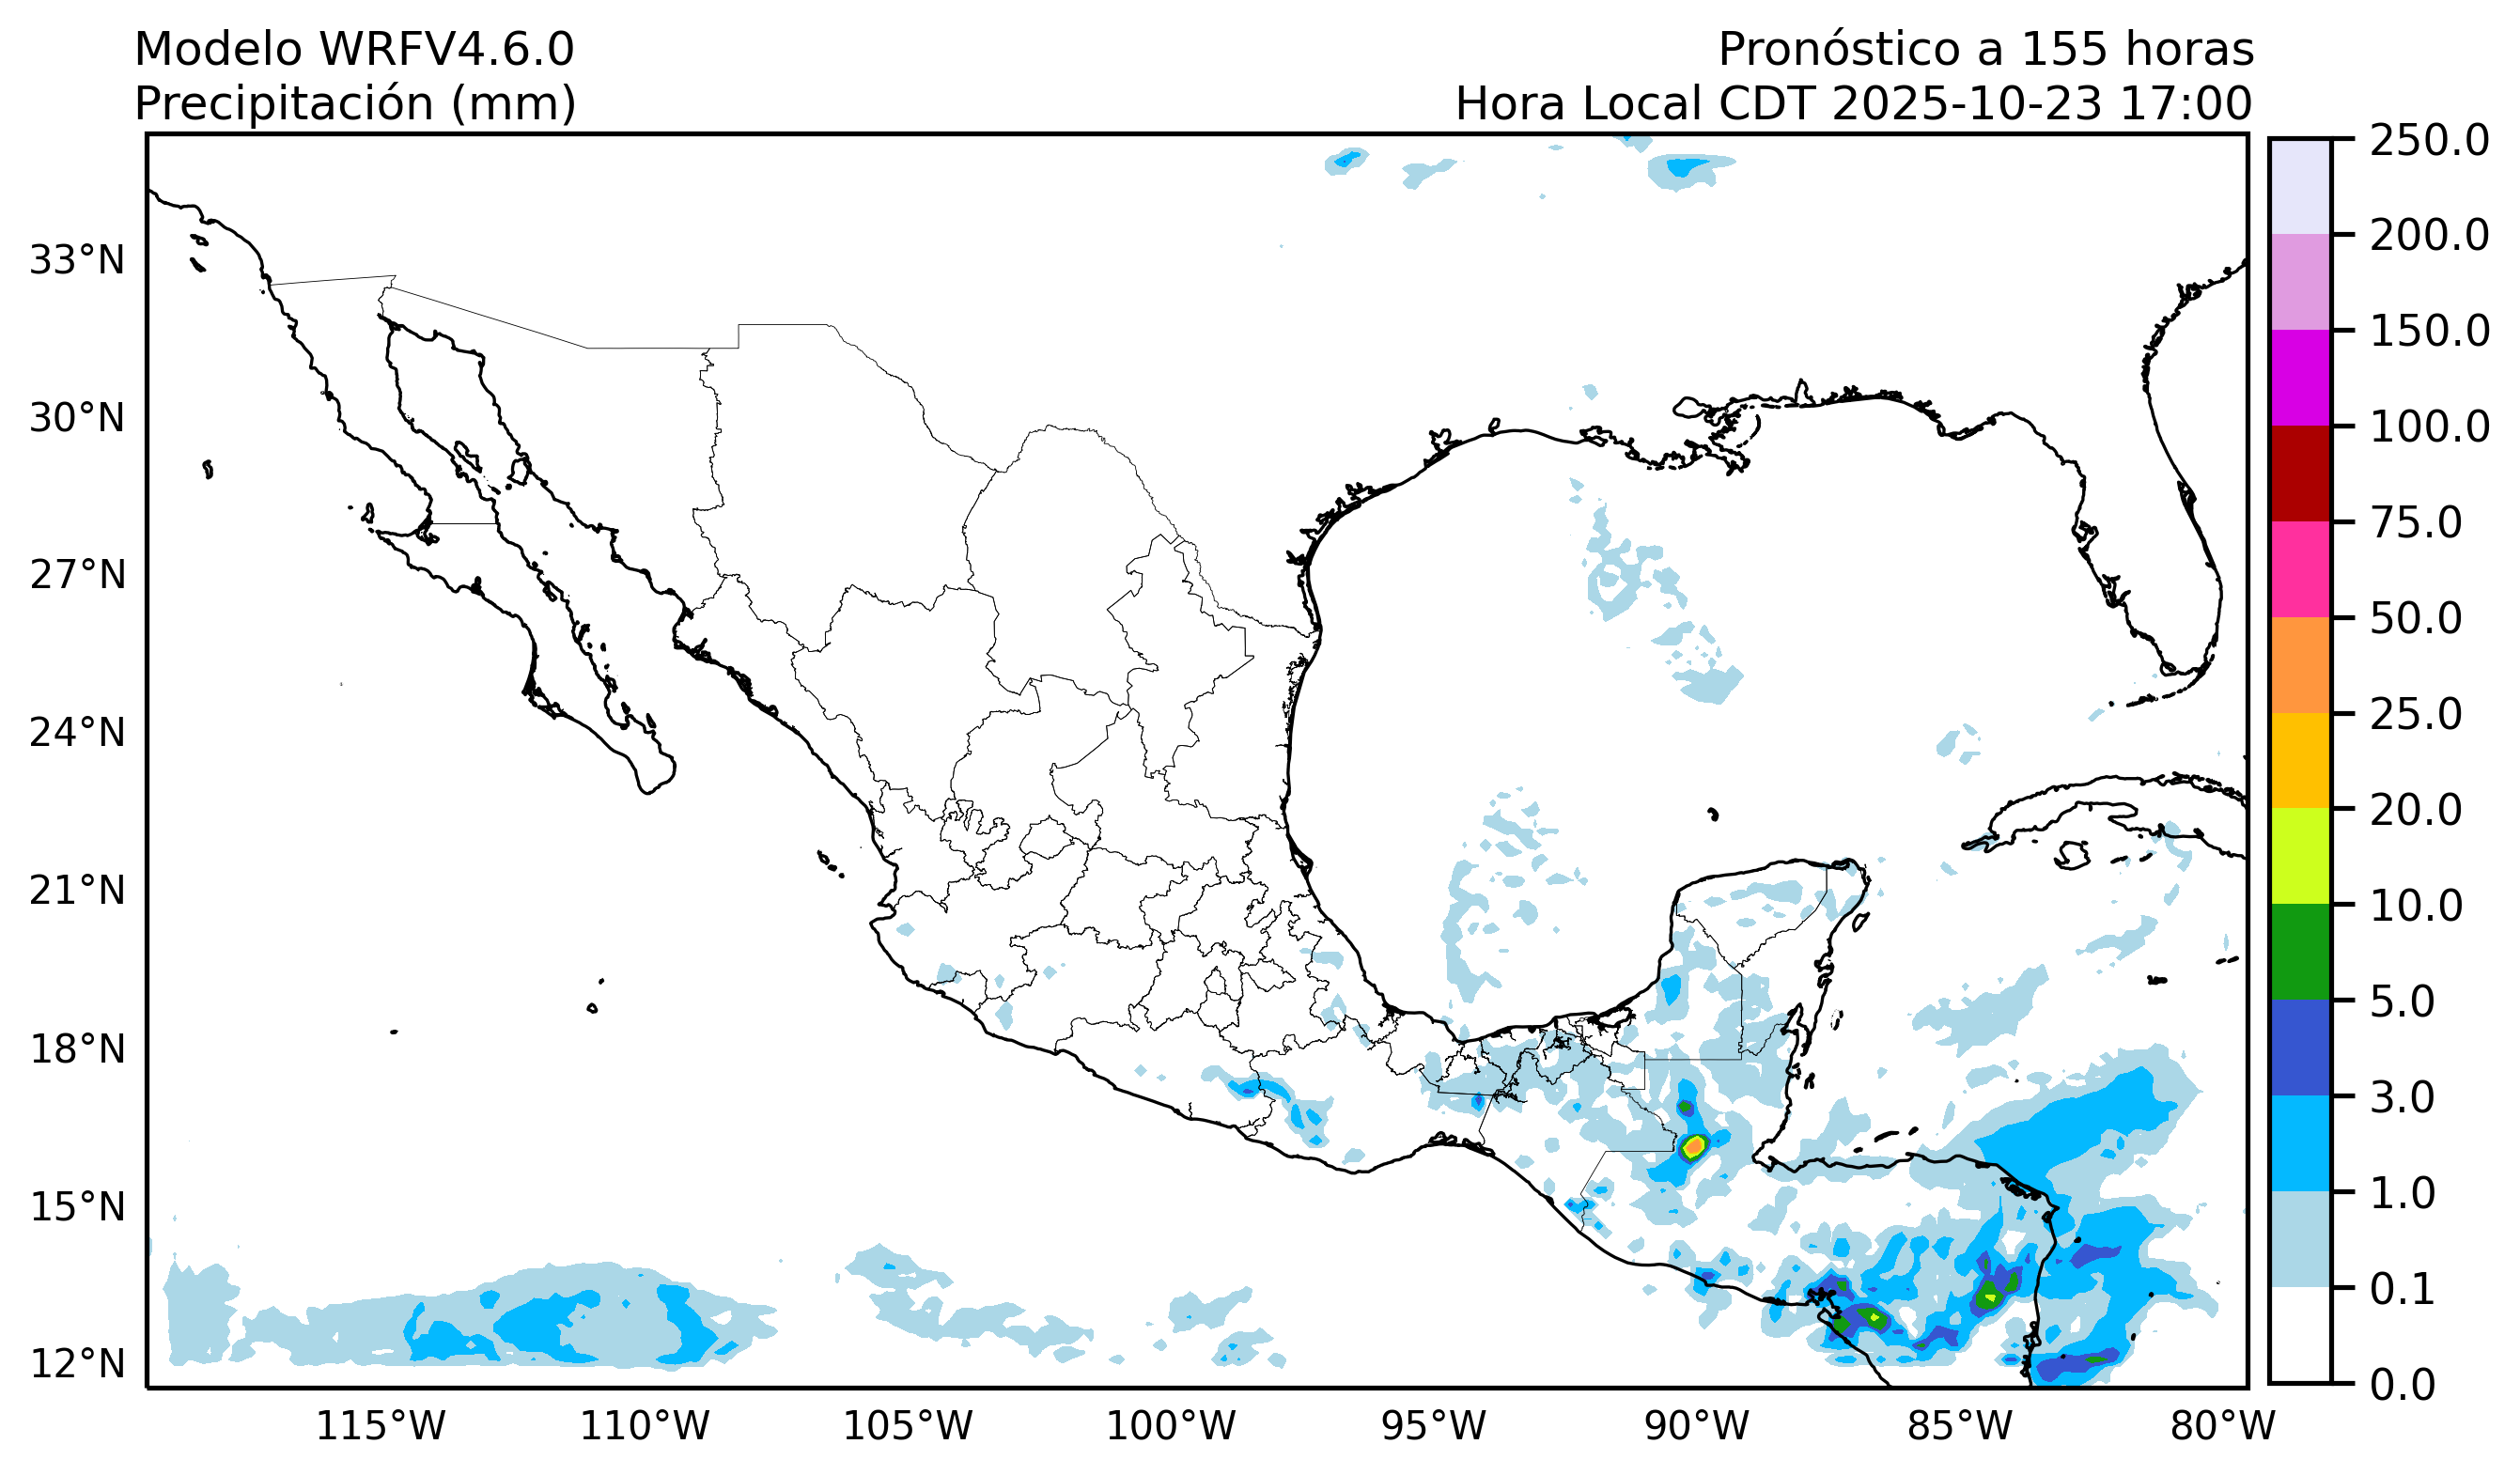 Modelo WRFV4.6.0
Precipitación (mm)
Pronóstico a 155 horas
Hora Local CDT 2025-10-23 17:00
33°N
30°N
27°N
24°N
21°N
18°N
15°N
12°N
115°W
110°W
105°W
100°W
95°W
90°W
85°W
80°W
250.0
200.0
150.0
100.0
75.0
50.0
25.0
20.0
10.0
5.0
3.0
1.0
0.1
0.0